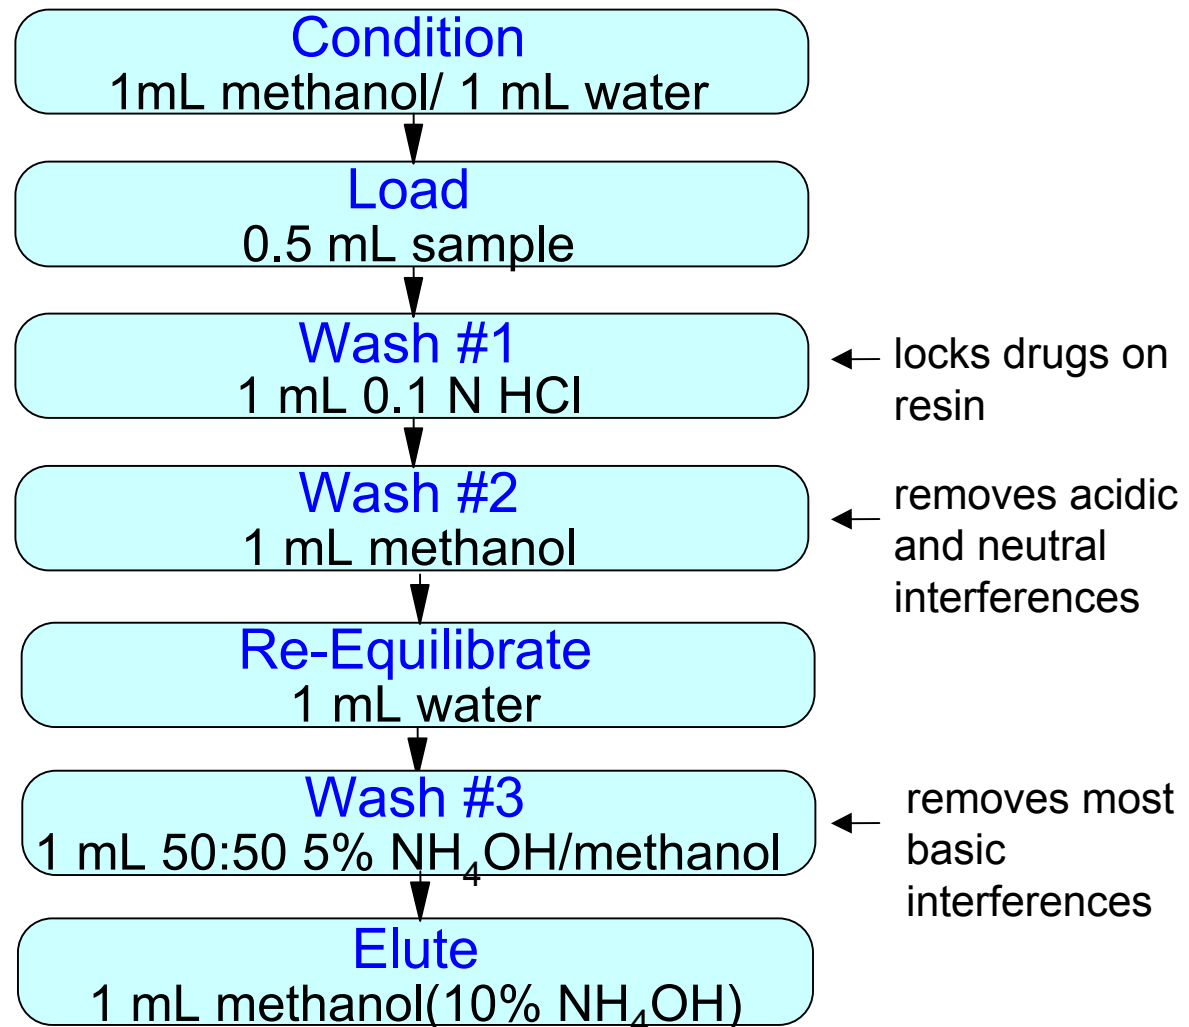 Condition
1mL methanol/ 1 mL water
Load
0.5 mL sample
Wash #1
1 mL 0.1 N HCl
locks drugs on
resin
Wash #2
1 mL methanol
removes acidic
and neutral
interferences
Re-Equilibrate
1 mL water
Wash #3
1 mL 50:50 5% NH₄OH/methanol
removes most
basic
interferences
Elute
1 mL methanol(10% NH₄OH)